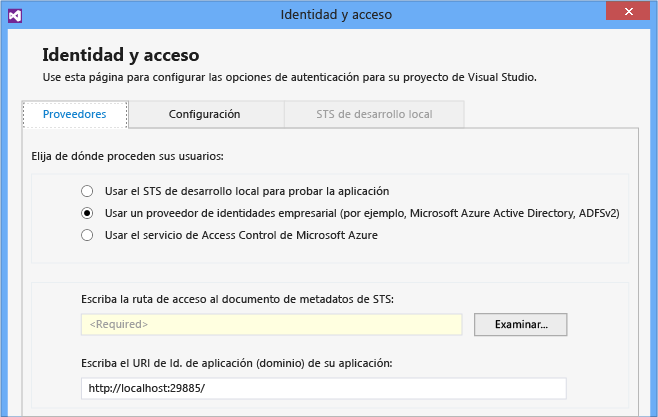 Identidad y acceso
Identidad y acceso
Use esta página para configurar las opciones de autenticación para su proyecto de Visual Studio.
Proveedores
Configuración
STS de desarrollo local
Elija de dónde proceden sus usuarios:
Usar el STS de desarrollo local para probar la aplicación
Usar un proveedor de identidades empresarial (por ejemplo, Microsoft Azure Active Directory, ADFSv2)
Usar el servicio de Access Control de Microsoft Azure
Escriba la ruta de acceso al documento de metadatos de STS:
<Required>
Examinar...
Escriba el URI de Id. de aplicación (dominio) de su aplicación:
http://localhost:29885/